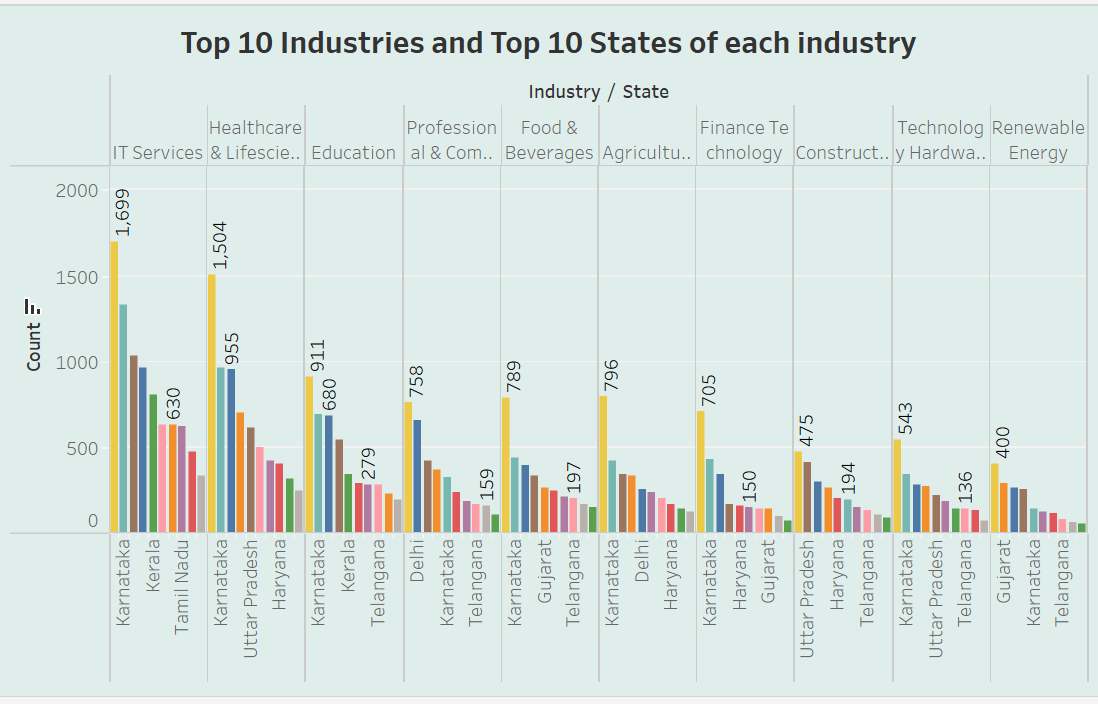 Top 10 Industries and Top 10 States of each industry
Industry / State
IT Services
Healthcare
& Lifescie..
Education
Profession
al & Com..
Food &
Beverages
Agricultu..
Finance Te
chnology
Construct..
Technolog
y Hardwa..
Renewable
Energy
Count
2000
1500
1000
500
0
1,699
630
1,504
955
911
680
279
758
159
789
197
796
705
150
475
194
543
136
400
Karnataka
Kerala
Tamil Nadu
Karnataka
Uttar Pradesh
Haryana
Karnataka
Kerala
Telangana
Delhi
Karnataka
Telangana
Karnataka
Gujarat
Telangana
Karnataka
Delhi
Haryana
Karnataka
Haryana
Gujarat
Uttar Pradesh
Haryana
Telangana
Karnataka
Uttar Pradesh
Telangana
Gujarat
Karnataka
Telangana